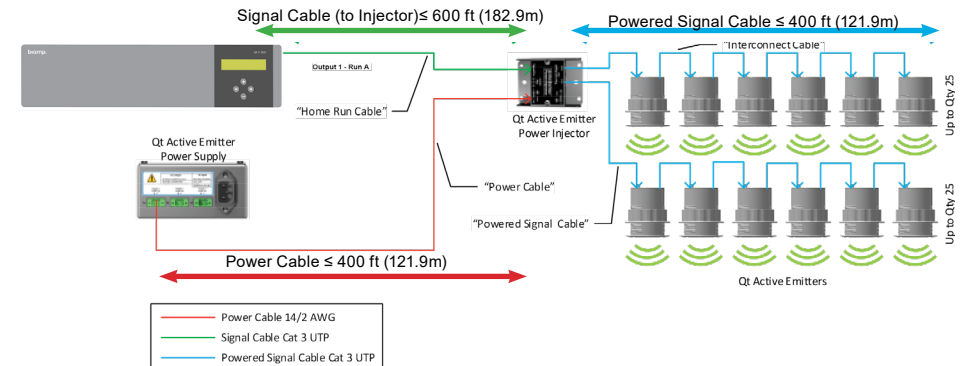 Signal Cable (to Injector)≤ 600 ft (182.9m)
Powered Signal Cable ≤ 400 ft (121.9m)
biamp.
Output 1 - Run A
"Interconnect Cable"
"Home Run Cable"
Qt Active Emitter
Power Injector
Up to Qty 25
Qt Active Emitter
Power Supply
"Power Cable"
"Powered Signal Cable"
Up to Qty 25
Power Cable ≤ 400 ft (121.9m)
Qt Active Emitters
Power Cable 14/2 AWG
Signal Cable Cat 3 UTP
Powered Signal Cable Cat 3 UTP